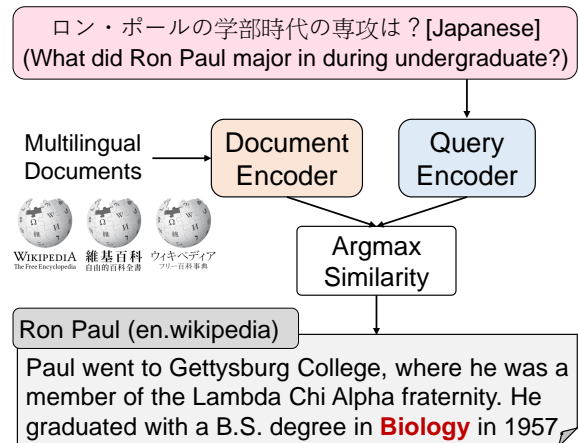 ロン・ポールの学部時代の専攻は？[Japanese]
(What did Ron Paul major in during undergraduate?)
Multilingual
Documents
Document
Encoder
Query
Encoder
WIKIPEDIA
The Free Encyclopedia
維基百科
自由的百科全書
ウィキペディア
フリー百科事典
Argmax
Similarity
Ron Paul (en.wikipedia)
Paul went to Gettysburg College, where he was a
member of the Lambda Chi Alpha fraternity. He
graduated with a B.S. degree in Biology in 1957.